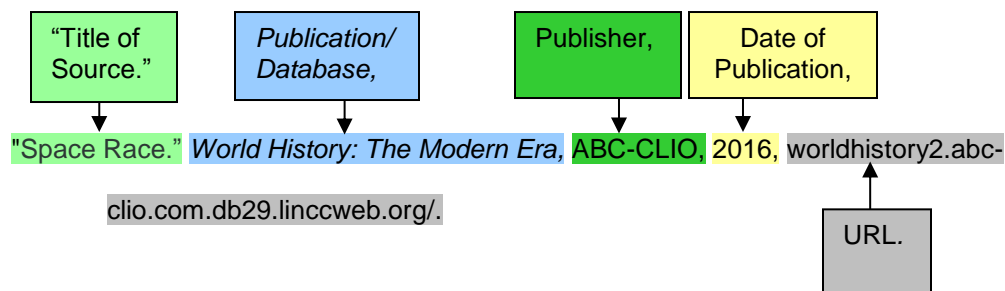 “Title of Source.”
Publication/ Database,
Publisher,
Date of Publication,
"Space Race.” World History: The Modern Era, ABC-CLIO, 2016, worldhistory2.abc-
clio.com.db29.linccweb.org/.
URL.